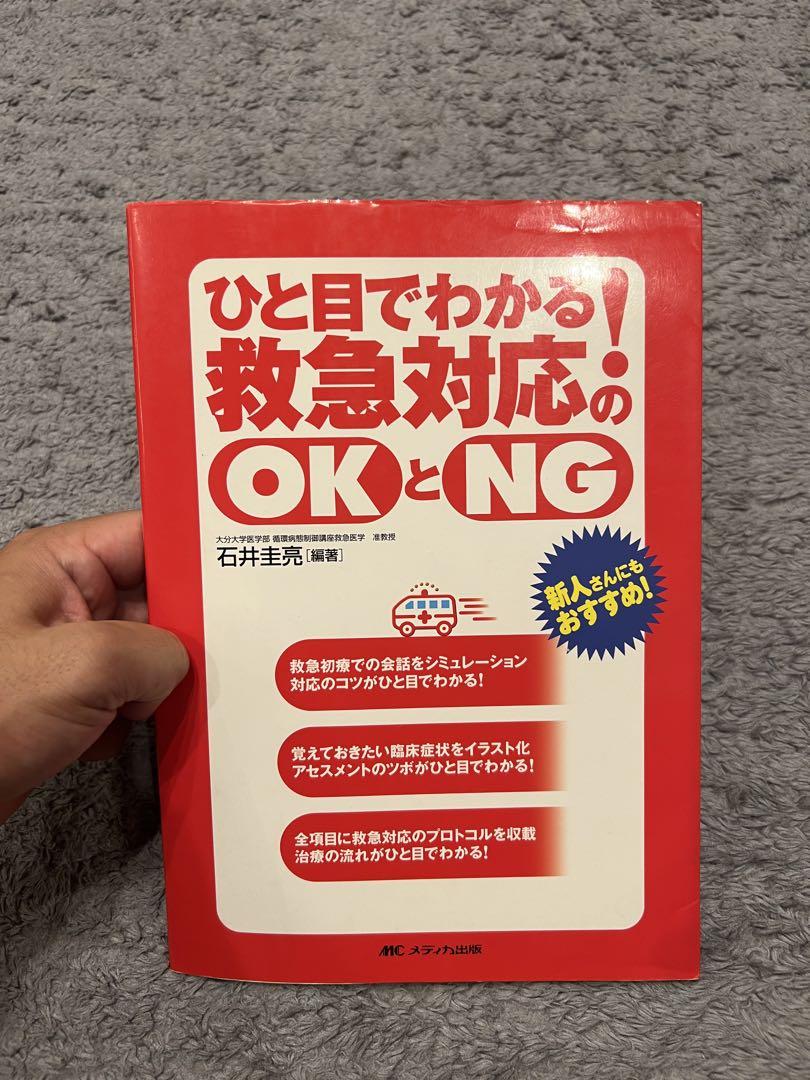 ひと目でわかる!
救急対応の
OKとNG
大分大学医学部 循環病態制御講座救急医学 准教授
石井圭亮[編著]
新人さんにも
おすすめ!
救急初療での会話をシミュレーション
対応のコツがひと目でわかる!
覚えておきたい臨床症状をイラスト化
アセスメントのツボがひと目でわかる!
全項目に救急対応のプロトコルを収載
治療の流れがひと目でわかる!
MC メディカ出版